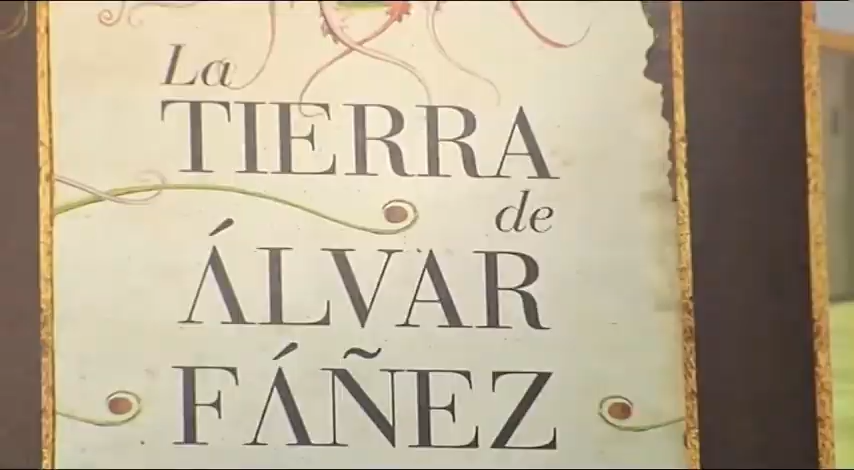 La
TIERRA
de
ÁLVAR
FÁÑEZ